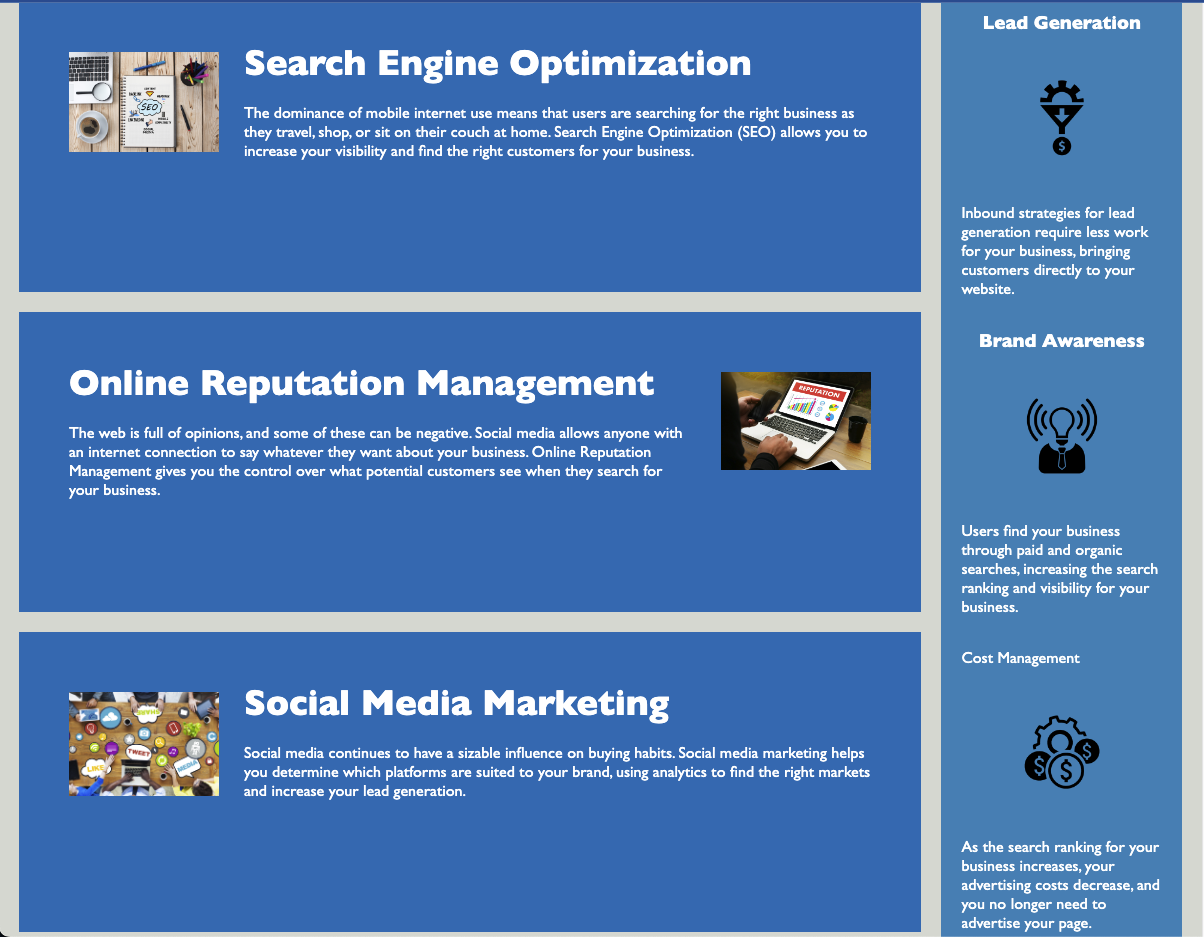 Search Engine Optimization
The dominance of mobile internet use means that users are searching for the right business as
they travel, shop, or sit on their couch at home. Search Engine Optimization (SEO) allows you to
increase your visibility and find the right customers for your business.
SEO
Online Reputation Management
The web is full of opinions, and some of these can be negative. Social media allows anyone with
an internet connection to say whatever they want about your business. Online Reputation
Management gives you the control over what potential customers see when they search for
your business.
REPUTATION
Social Media Marketing
Social media continues to have a sizable influence on buying habits. Social media marketing helps
you determine which platforms are suited to your brand, using analytics to find the right markets
and increase your lead generation.
SHARE
TWEET
LIKE
MEDIA
Lead Generation
$
Inbound strategies for lead
generation require less work
for your business, bringing
customers directly to your
website.
Brand Awareness
Users find your business
through paid and organic
searches, increasing the search
ranking and visibility for your
business.
Cost Management
$ $ $
As the search ranking for your
business increases, your
advertising costs decrease, and
you no longer need to
advertise your page.